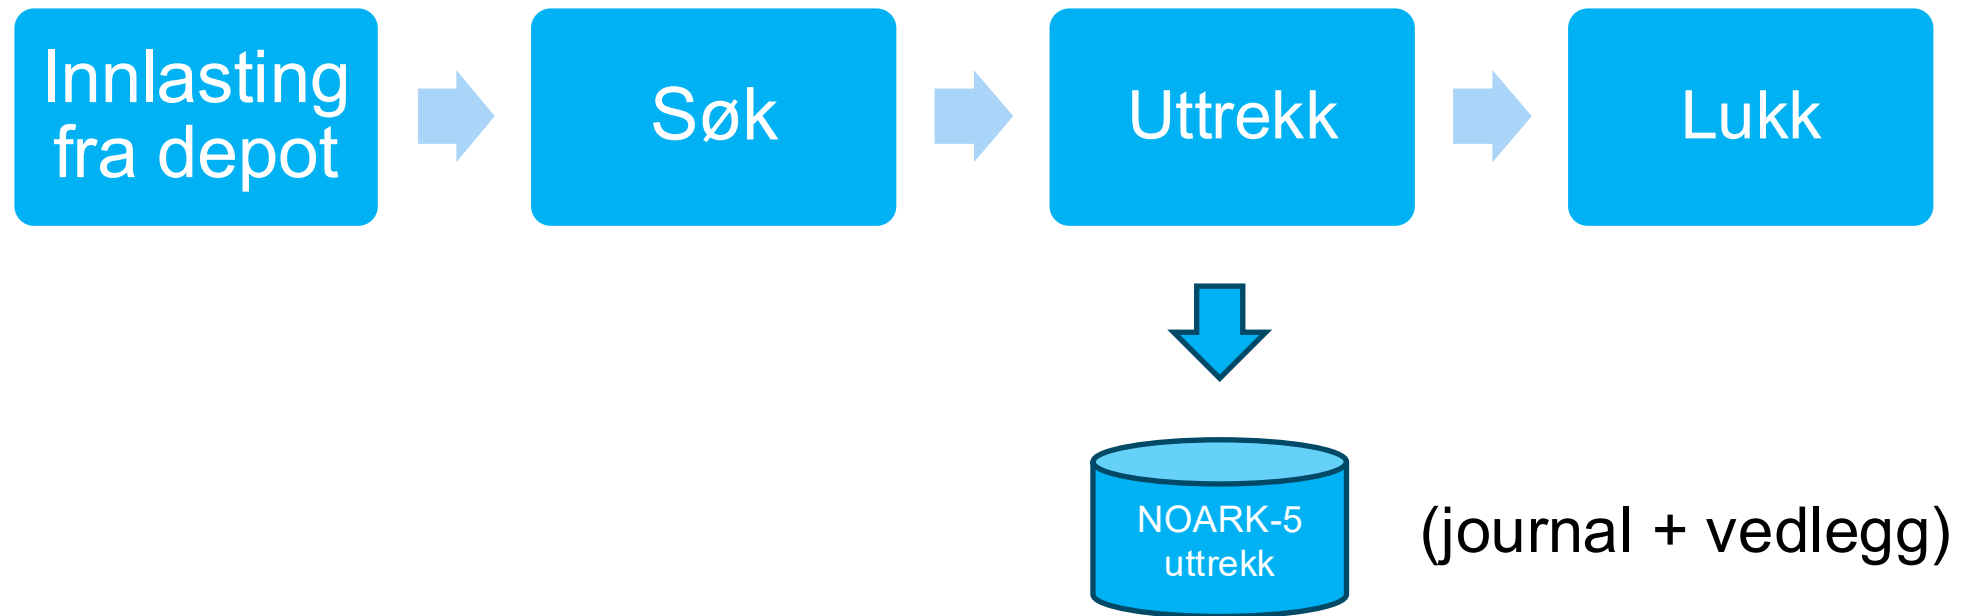 Innlasting
fra depot
Søk
Uttrekk
Lukk
NOARK-5
uttrekk
(journal + vedlegg)